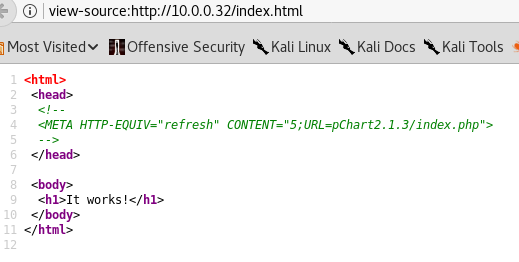 view-source:http://10.0.0.32/index.html
Most Visited Offensive Security Kali Linux Kali Docs Kali Tools
1 <html>
2 <head>
3 <!--
4 <META HTTP-EQUIV="refresh" CONTENT="5;URL=pChart2.1.3/index.php">
5 -->
6 </head>
7
8 <body>
9 <h1>It works!</h1>
10 </body>
11 </html>
12